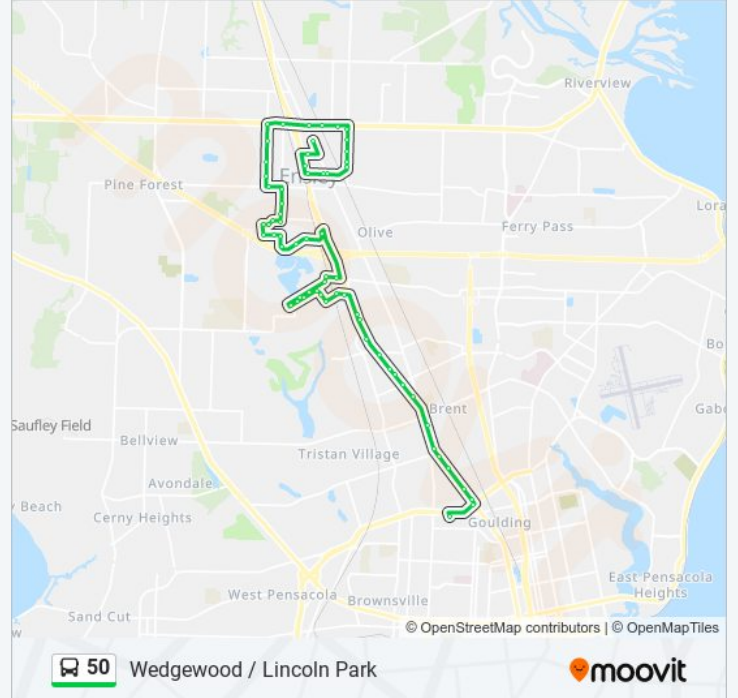 Riverview
Pine Forest
Ensley
Lora
Olive
Ferry Pass
Bo
Saufley Field
Brent
Gab
Bellview
Tristan Village
Avondale
y Beach
Cerny Heights
Goulding
East Pensacola
Heights
West Pensacola
Brownsville
Sand Cut
w
© OpenStreetMap contributors | © OpenMapTiles
50 Wedgewood / Lincoln Park
moovit